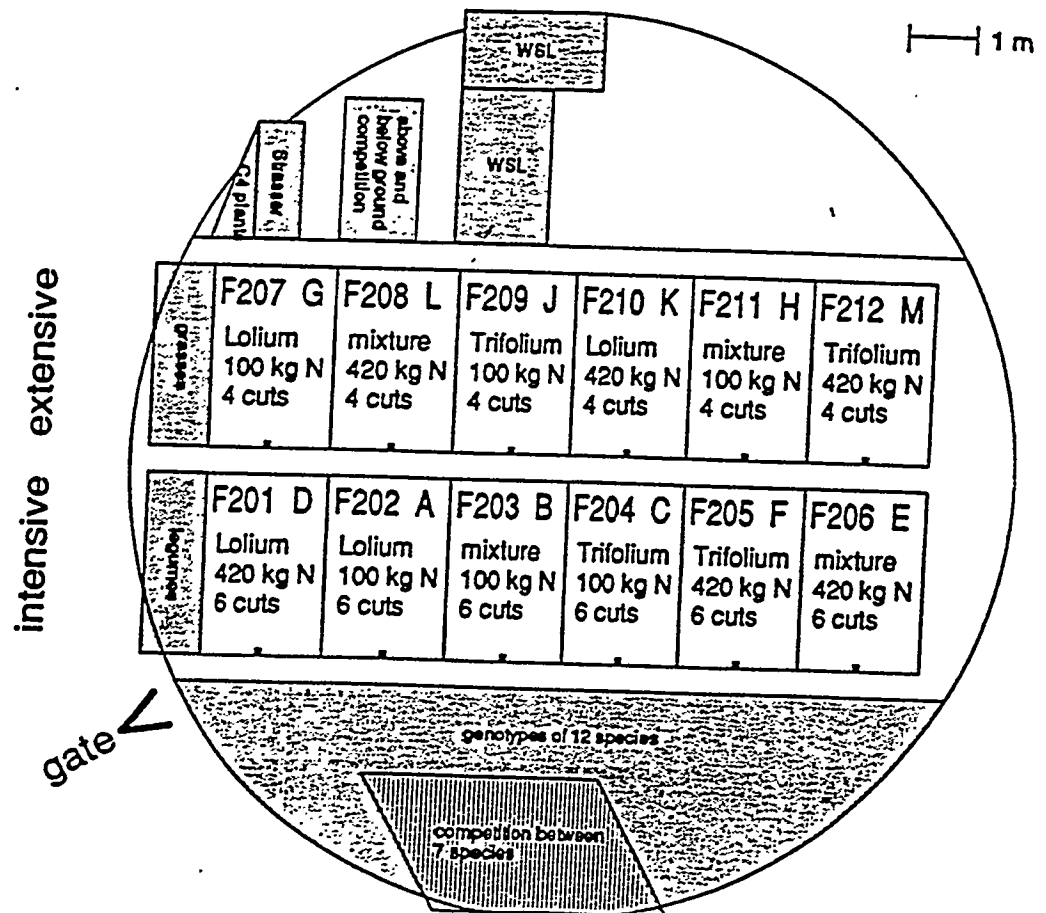 1 m
WSL
WSL
above and
below ground
competition
Strasser
C4 plants
extensive
grasses
F207 G
Lolium
100 kg N
4 cuts
F208 L
mixture
420 kg N
4 cuts
F209 J
Trifolium
100 kg N
4 cuts
F210 K
Lolium
420 kg N
4 cuts
F211 H
mixture
100 kg N
4 cuts
F212 M
Trifolium
420 kg N
4 cuts
intensive
legumes
F201 D
Lolium
420 kg N
6 cuts
F202 A
Lolium
100 kg N
6 cuts
F203 B
mixture
100 kg N
6 cuts
F204 C
Trifolium
100 kg N
6 cuts
F205 F
Trifolium
420 kg N
6 cuts
F206 E
mixture
420 kg N
6 cuts
gate
genotypes of 12 species
competition between
7 species